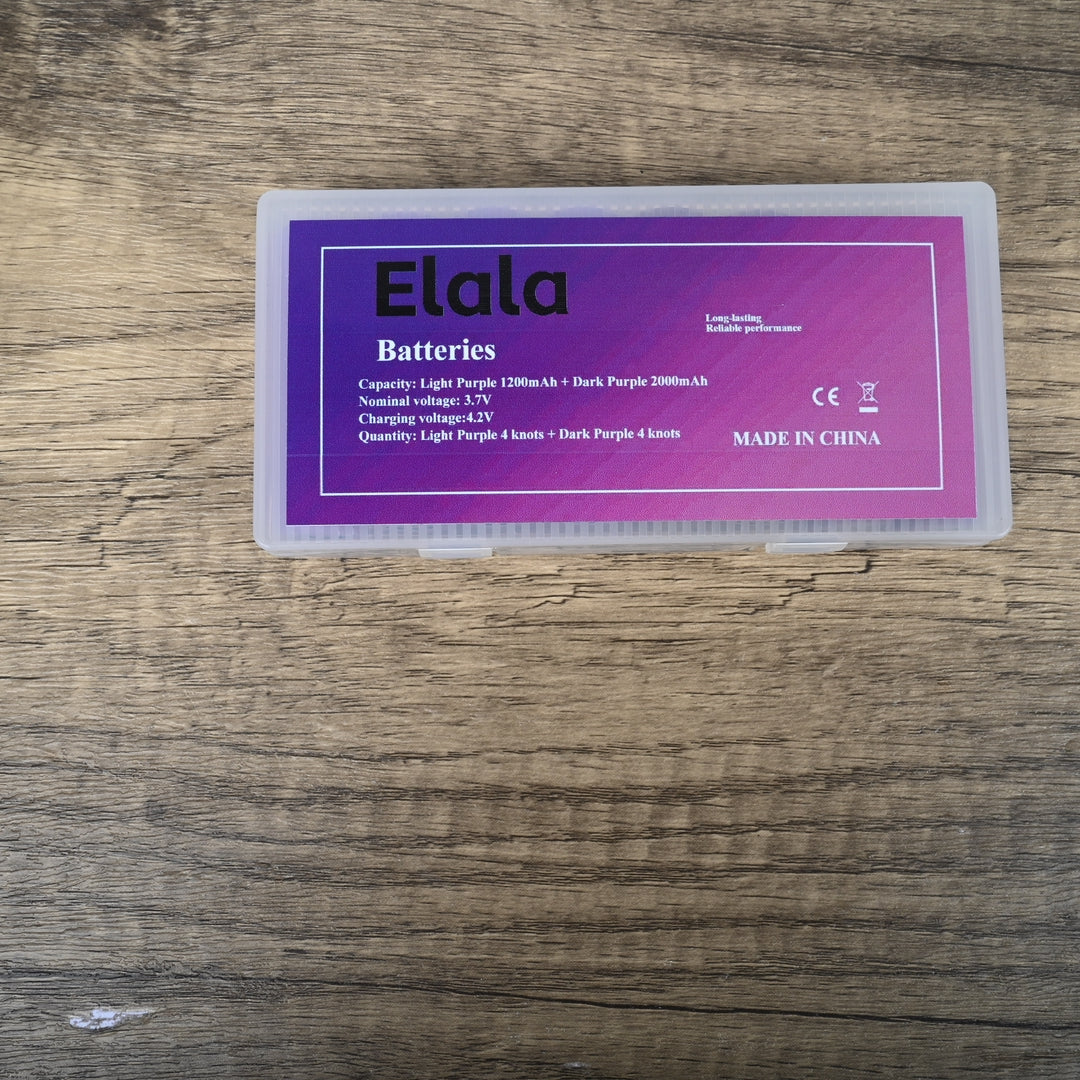 Elala
Batteries
Long-lasting
Reliable performance
Capacity: Light Purple 1200mAh + Dark Purple 2000mAh
Nominal voltage: 3.7V
Charging voltage:4.2V
Quantity: Light Purple 4 knots + Dark Purple 4 knots
CE
MADE IN CHINA